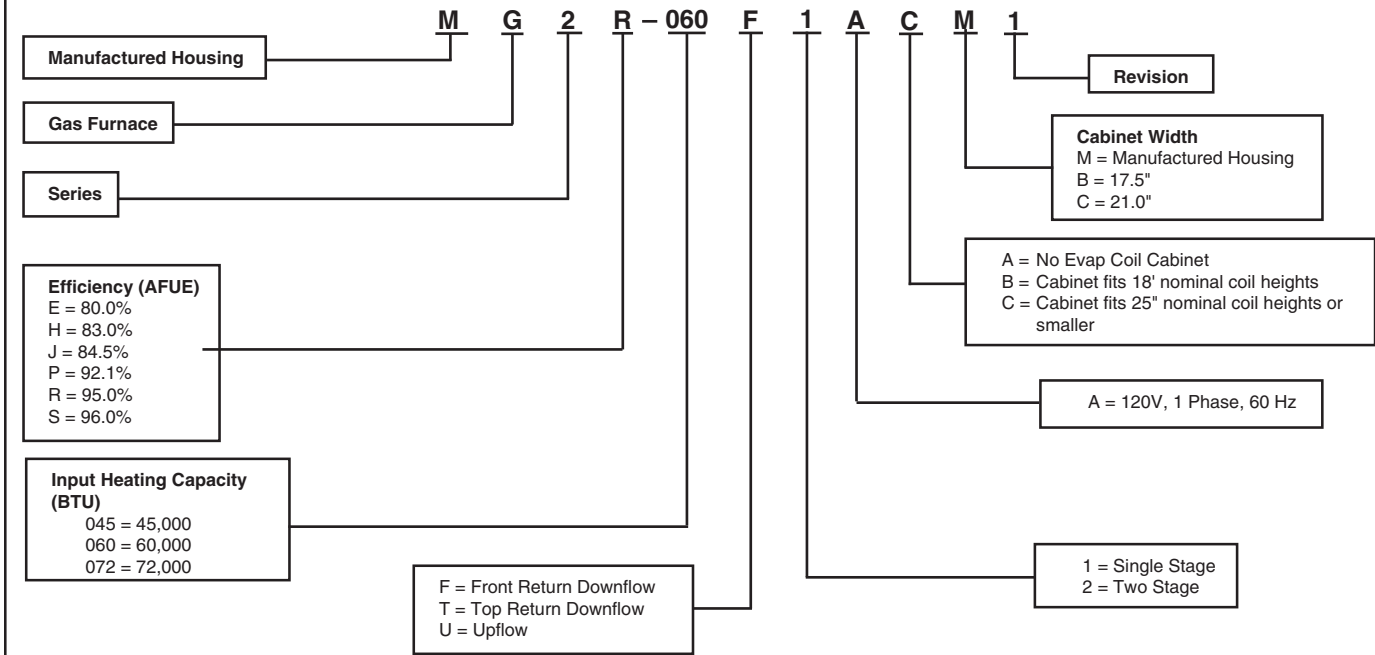 M G 2 R – 060 F 1 A C M 1
Manufactured Housing
Gas Furnace
Series
Efficiency (AFUE)
E = 80.0%
H = 83.0%
J = 84.5%
P = 92.1%
R = 95.0%
S = 96.0%
Input Heating Capacity
(BTU)
045 = 45,000
060 = 60,000
072 = 72,000
F = Front Return Downflow
T = Top Return Downflow
U = Upflow
Revision
Cabinet Width
M = Manufactured Housing
B = 17.5"
C = 21.0"
A = No Evap Coil Cabinet
B = Cabinet fits 18' nominal coil heights
C = Cabinet fits 25" nominal coil heights or
smaller
A = 120V, 1 Phase, 60 Hz
1 = Single Stage
2 = Two Stage